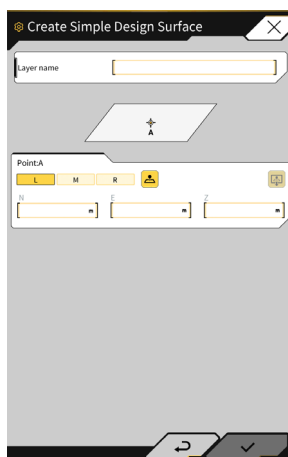 Create Simple Design Surface
Layer name
A
Point:A
L M R
N E Z
m m m